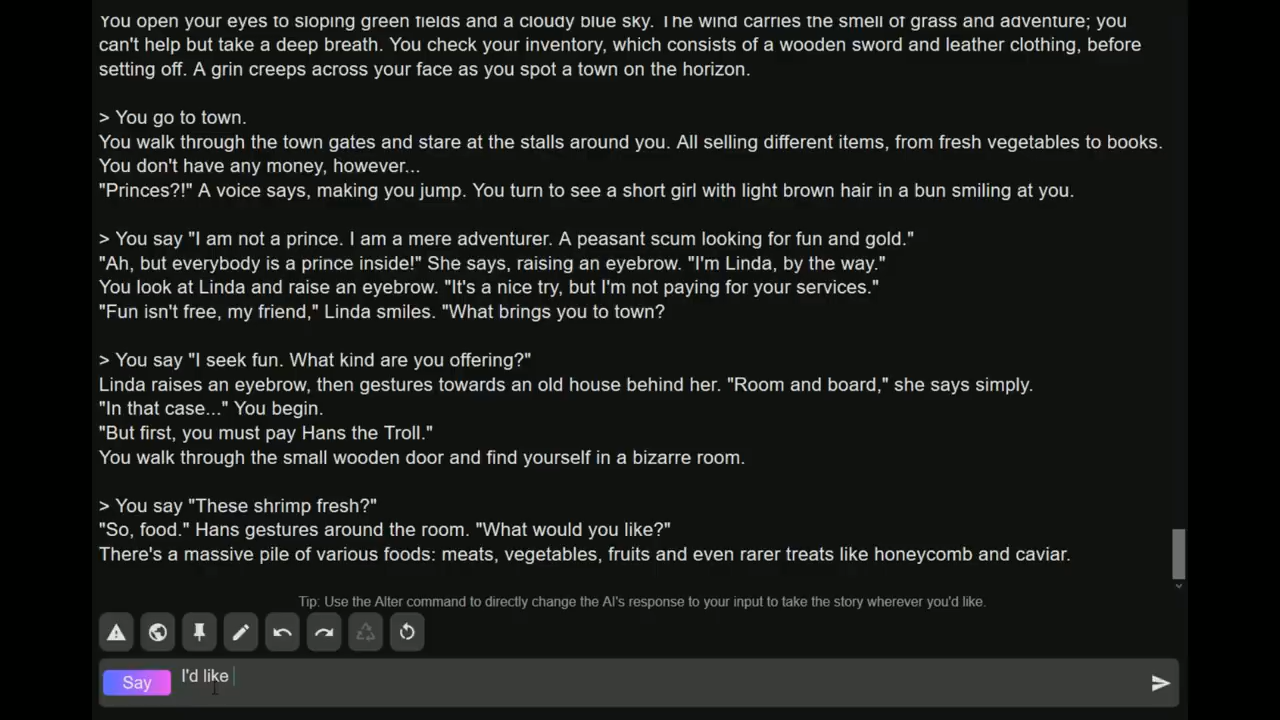 You open your eyes to sloping green fields and a cloudy blue sky. The wind carries the smell of grass and adventure; you
can't help but take a deep breath. You check your inventory, which consists of a wooden sword and leather clothing, before
setting off. A grin creeps across your face as you spot a town on the horizon.
> You go to town.
You walk through the town gates and stare at the stalls around you. All selling different items, from fresh vegetables to books.
You don't have any money, however...
"Princes?!" A voice says, making you jump. You turn to see a short girl with light brown hair in a bun smiling at you.
> You say "I am not a prince. I am a mere adventurer. A peasant scum looking for fun and gold."
"Ah, but everybody is a prince inside!" She says, raising an eyebrow. "I'm Linda, by the way."
You look at Linda and raise an eyebrow. "It's a nice try, but I'm not paying for your services."
"Fun isn't free, my friend," Linda smiles. "What brings you to town?
> You say "I seek fun. What kind are you offering?"
Linda raises an eyebrow, then gestures towards an old house behind her. "Room and board," she says simply.
"In that case..." You begin.
"But first, you must pay Hans the Troll."
You walk through the small wooden door and find yourself in a bizarre room.
> You say "These shrimp fresh?"
"So, food." Hans gestures around the room. "What would you like?"
There's a massive pile of various foods: meats, vegetables, fruits and even rarer treats like honeycomb and caviar.
Tip: Use the Alter command to directly change the AI's response to your input to take the story wherever you'd like.
Say I'd like